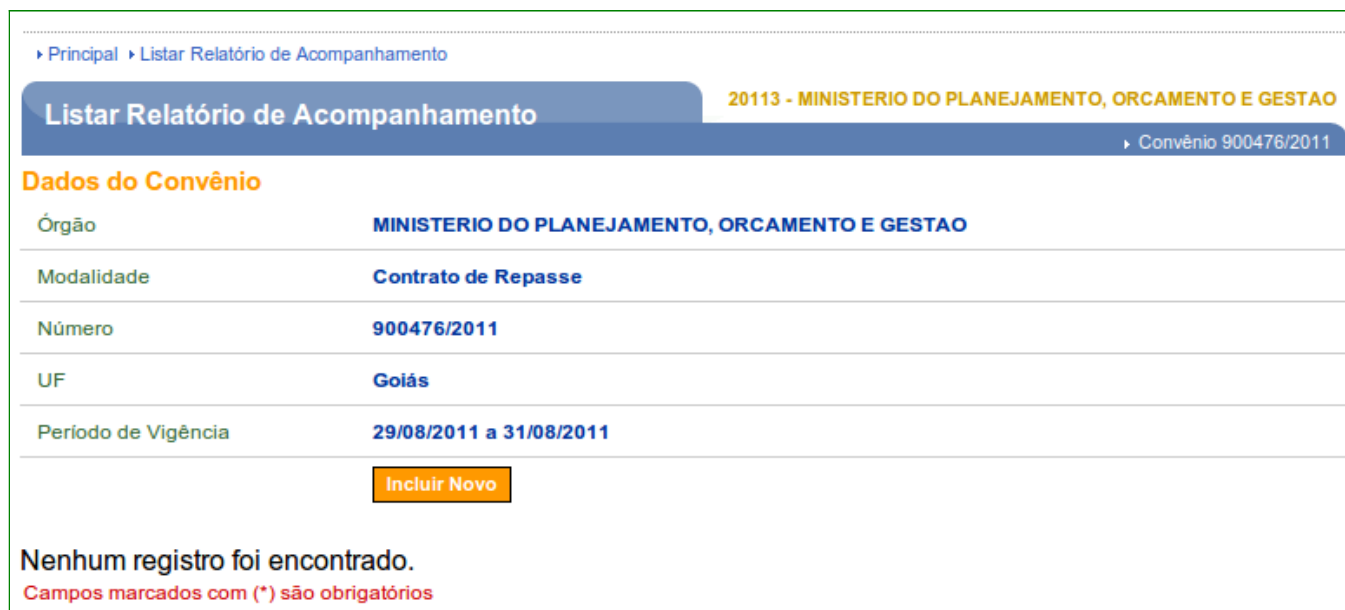 Principal Listar Relatório de Acompanhamento
Listar Relatório de Acompanhamento
20113 - MINISTERIO DO PLANEJAMENTO, ORCAMENTO E GESTAO
Convênio 900476/2011
Dados do Convênio
Órgão MINISTERIO DO PLANEJAMENTO, ORCAMENTO E GESTAO
Modalidade Contrato de Repasse
Número 900476/2011
UF Goiás
Período de Vigência 29/08/2011 a 31/08/2011
Incluir Novo
Nenhum registro foi encontrado.
Campos marcados com (*) são obrigatórios